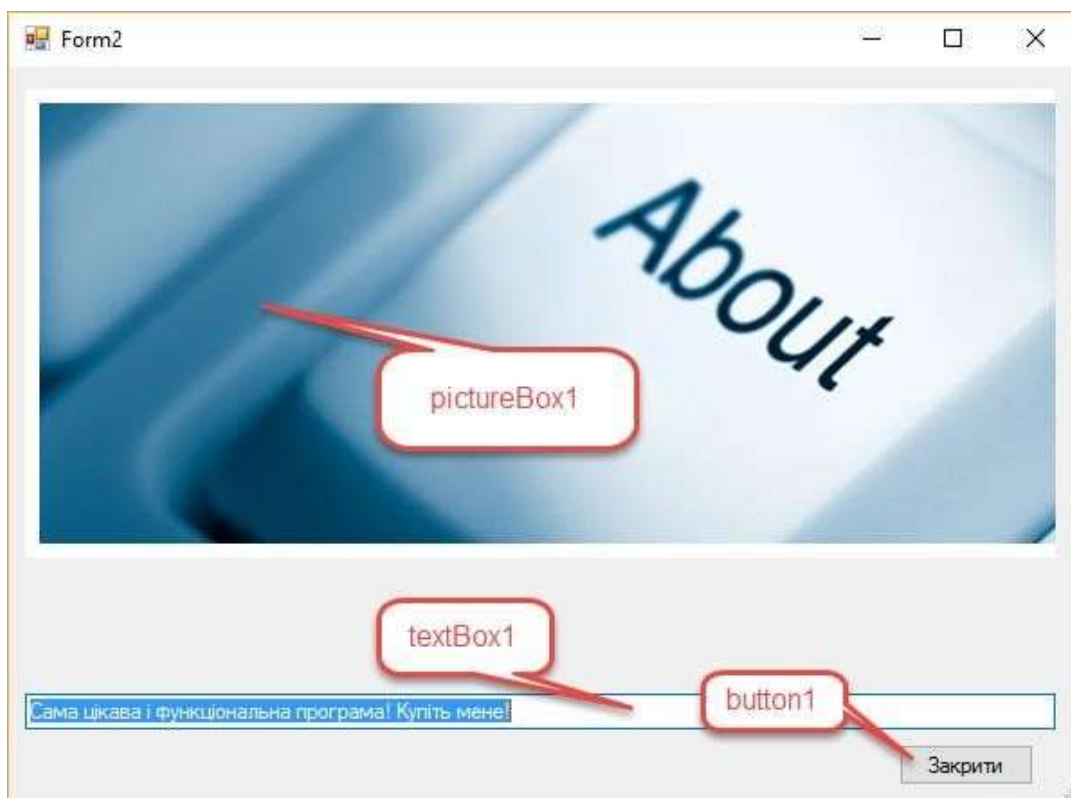 Form2
About
pictureBox1
textBox1
Сама цікава і функціональна програма! Купіть мене!
button1
Закрити